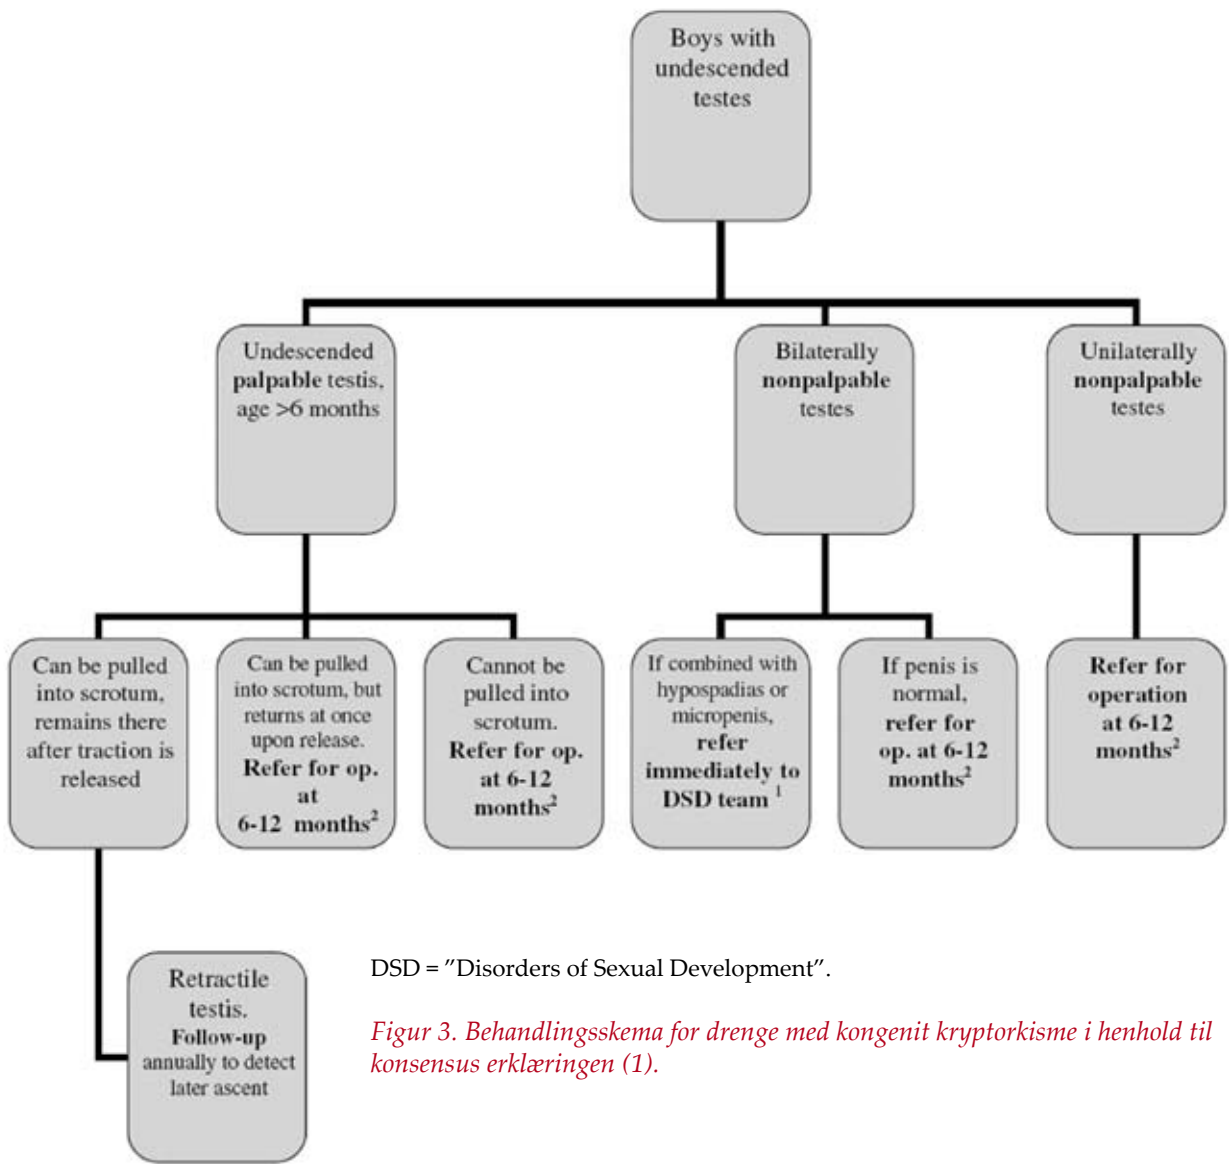 Boys with
undescended
testes
Undescended
palpable testis,
age >6 months
Bilaterally
nonpalpable
testes
Unilaterally
nonpalpable
testes
Can be pulled
into scrotum,
remains there
after traction is
released
Can be pulled
into scrotum, but
returns at once
upon release.
Refer for op.
at
6-12 months²
Cannot be
pulled into
scrotum.
Refer for op.
at 6-12
months²
If combined with
hypospadias or
micropenis,
refer
immediately to
DSD team ¹
If penis is
normal,
refer for
op. at 6-12
months²
Refer for
operation
at 6-12
months²
Retractile
testis.
Follow-up
annually to detect
later ascent
DSD = ”Disorders of Sexual Development”.
Figur 3. Behandlingsskema for drenge med kongenit kryptorkisme i henhold til
konsensus erklæringen (1).